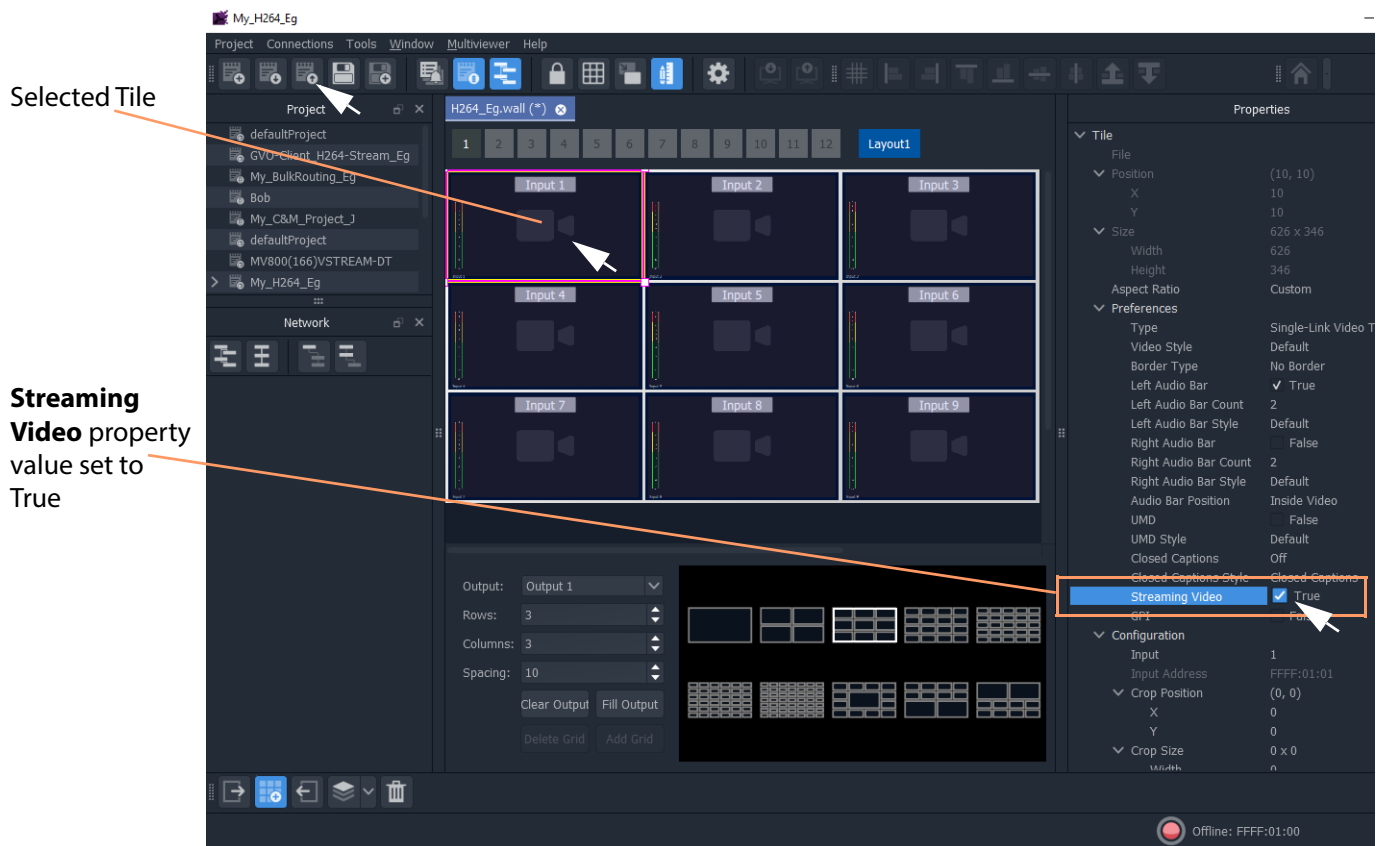 My_H264_Eg
Project Connections Tools Window Multiviewer Help
Selected Tile
Streaming
Video property
value set to
True
Project
defaultProject
GVO-Client_H264-Stream_Eg
My_BulkRouting_Eg
Bob
My_C&M_Project_J
defaultProject
MV800(166)VSTREAM-DT
My_H264_Eg
Network
H264_Eg.wall (*)
1 2 3 4 5 6 7 8 9 10 11 12 Layout1
Input 1 Input 2 Input 3
Input 4 Input 5 Input 6
Input 7 Input 8 Input 9
Output: Output 1
Rows: 3
Columns: 3
Spacing: 10
Clear Output Fill Output
Delete Grid Add Grid
Properties
Tile
File
Position (10, 10)
X 10
Y 10
Size 626 x 346
Width 626
Height 346
Aspect Ratio Custom
Preferences
Type Single-Link Video T
Video Style Default
Border Type No Border
Left Audio Bar True
Left Audio Bar Count 2
Left Audio Bar Style Default
Right Audio Bar False
Right Audio Bar Count 2
Right Audio Bar Style Default
Audio Bar Position Inside Video
UMD False
UMD Style Default
Closed Captions Off
Closed Captions Style Closed Captions
Streaming Video True
GPI False
Configuration
Input 1
Input Address FFFF:01:01
Crop Position (0, 0)
X 0
Y 0
Crop Size 0 x 0
Width 0
Offline: FFFF:01:00